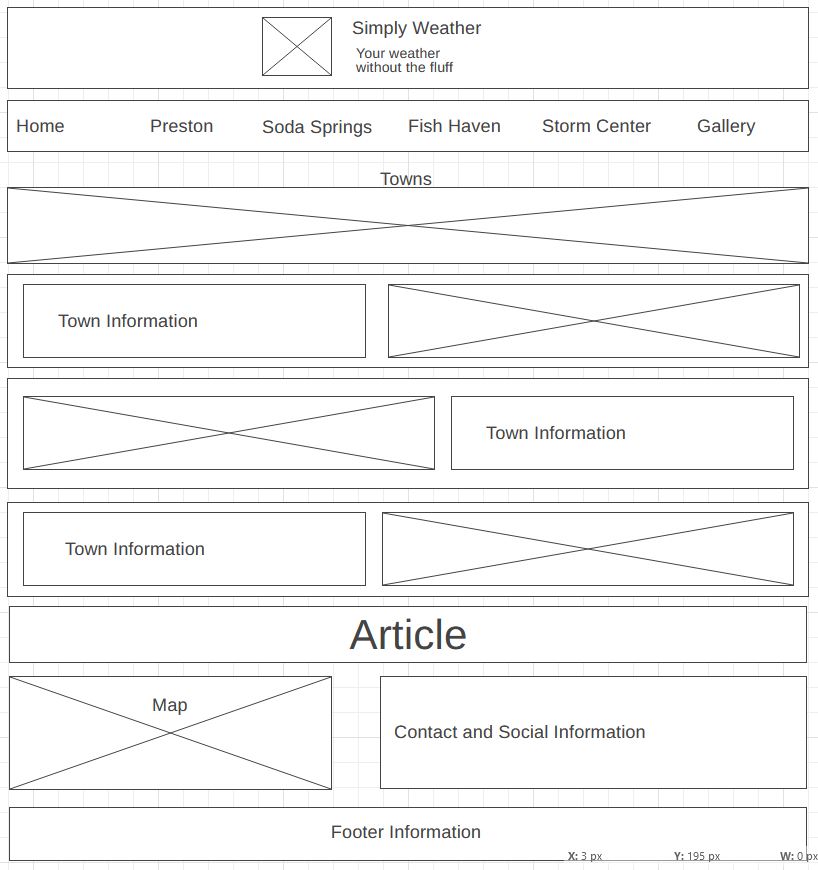 Simply Weather
Your weather
without the fluff
Home Preston Soda Springs Fish Haven Storm Center Gallery
Towns
Town Information
Town Information
Town Information
Article
Map
Contact and Social Information
Footer Information
X: 3 px Y: 195 px W: 0 px